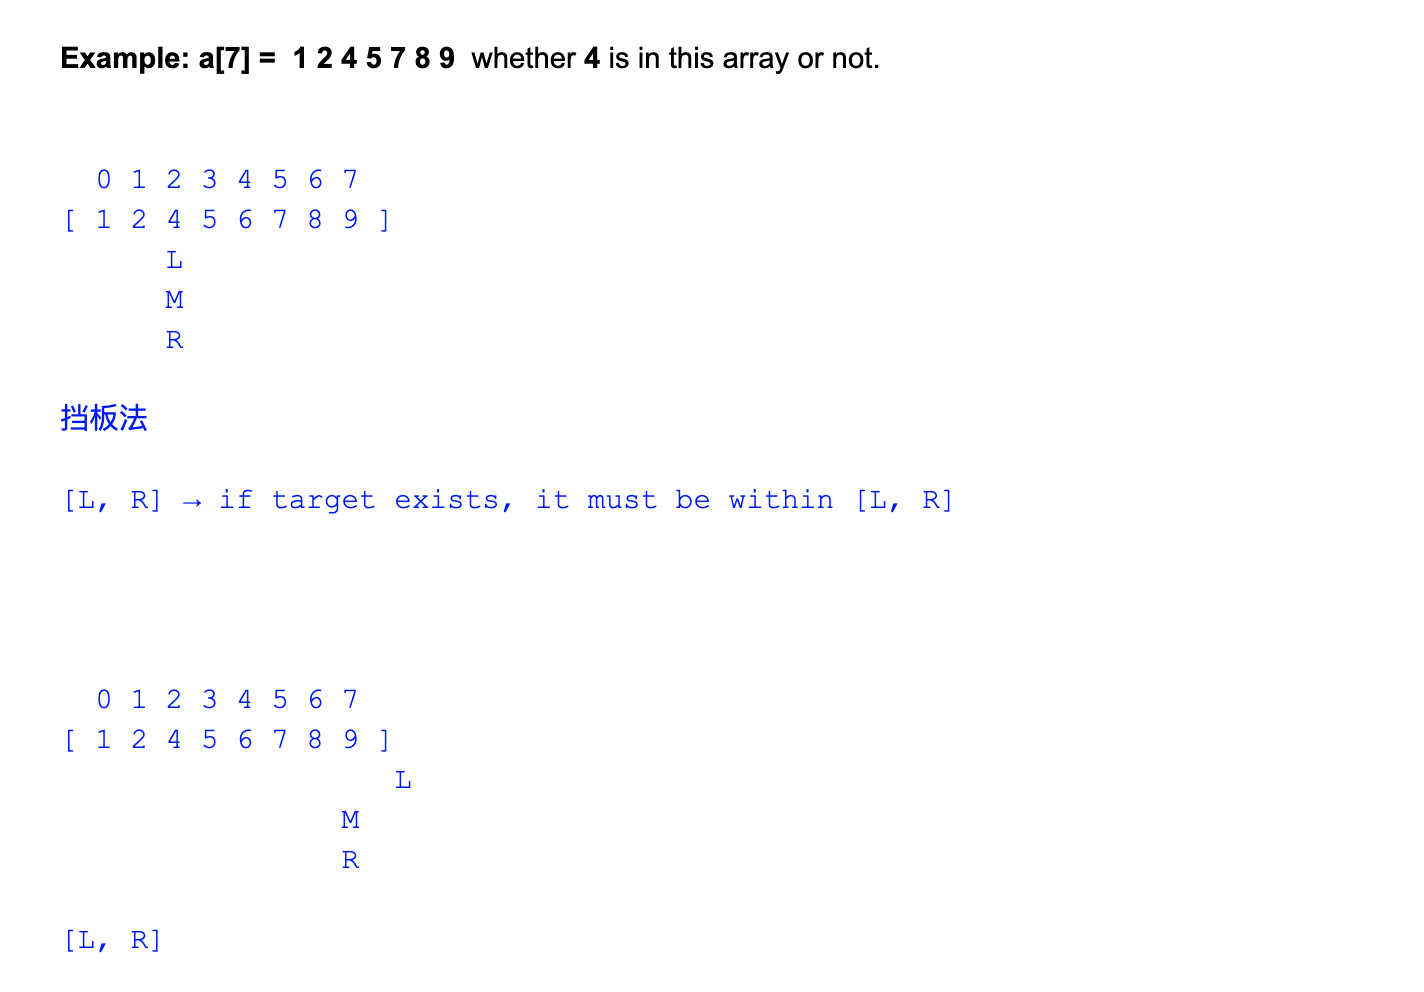 Example: a[7] = 1 2 4 5 7 8 9 whether 4 is in this array or not.
0 1 2 3 4 5 6 7
[ 1 2 4 5 6 7 8 9 ]
L
M
R
挡板法
[L, R] → if target exists, it must be within [L, R]
0 1 2 3 4 5 6 7
[ 1 2 4 5 6 7 8 9 ]
L
M
R
[L, R]